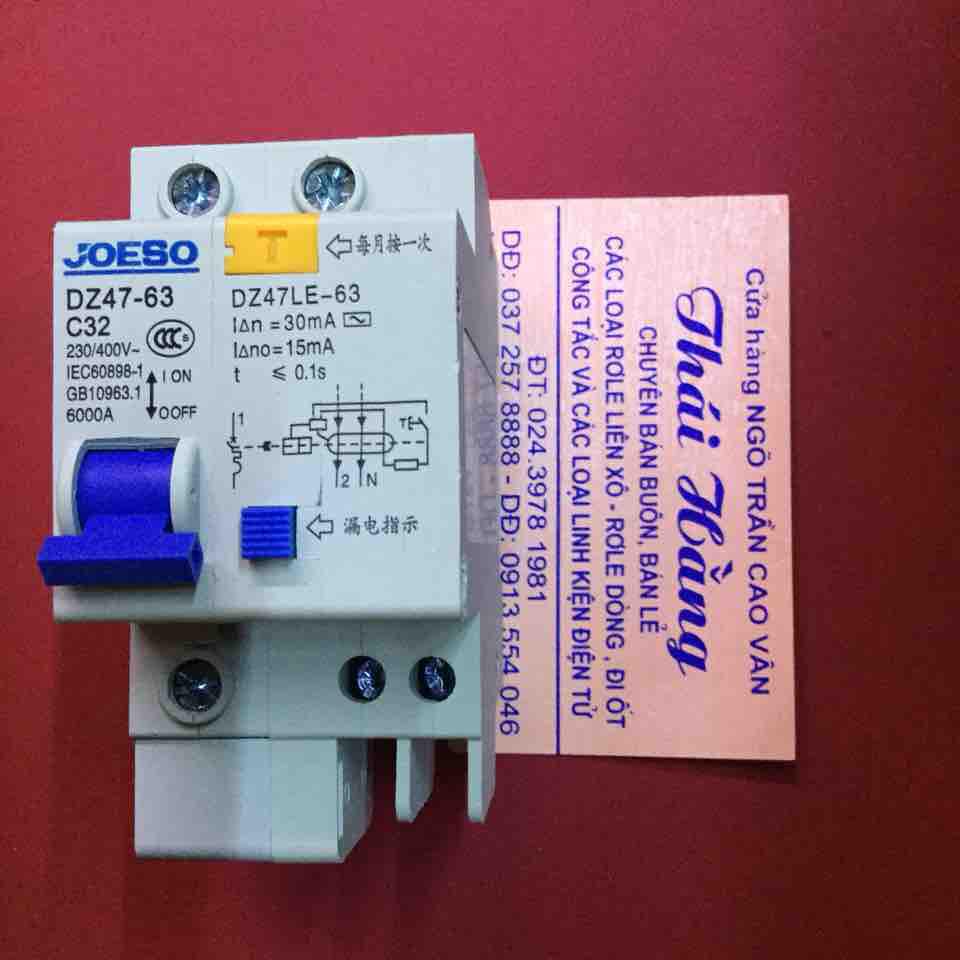 JOESO
DZ47-63
C32
CCC S
230/400V~
IEC60898-1
GB10963.1
6000A
I ON
O OFF
T
每月按一次
DZ47LE-63
I∆n = 30mA
I∆no = 15mA
t ≤ 0.1s
1
T
2 N
漏电指示
Cửa hàng NGÕ TRẦN CAO VÂN
Thái Hằng
CHUYÊN BÁN BUÔN, BÁN LẺ
CÁC LOẠI RƠLE LIÊN XÔ - RƠLE DÒNG , ĐI ỐT
CÔNG TẮC VÀ CÁC LOẠI LINH KIỆN ĐIỆN TỬ
ĐT: 024.3978 1981
DĐ: 037 257 8888 - DĐ: 0913 554 046